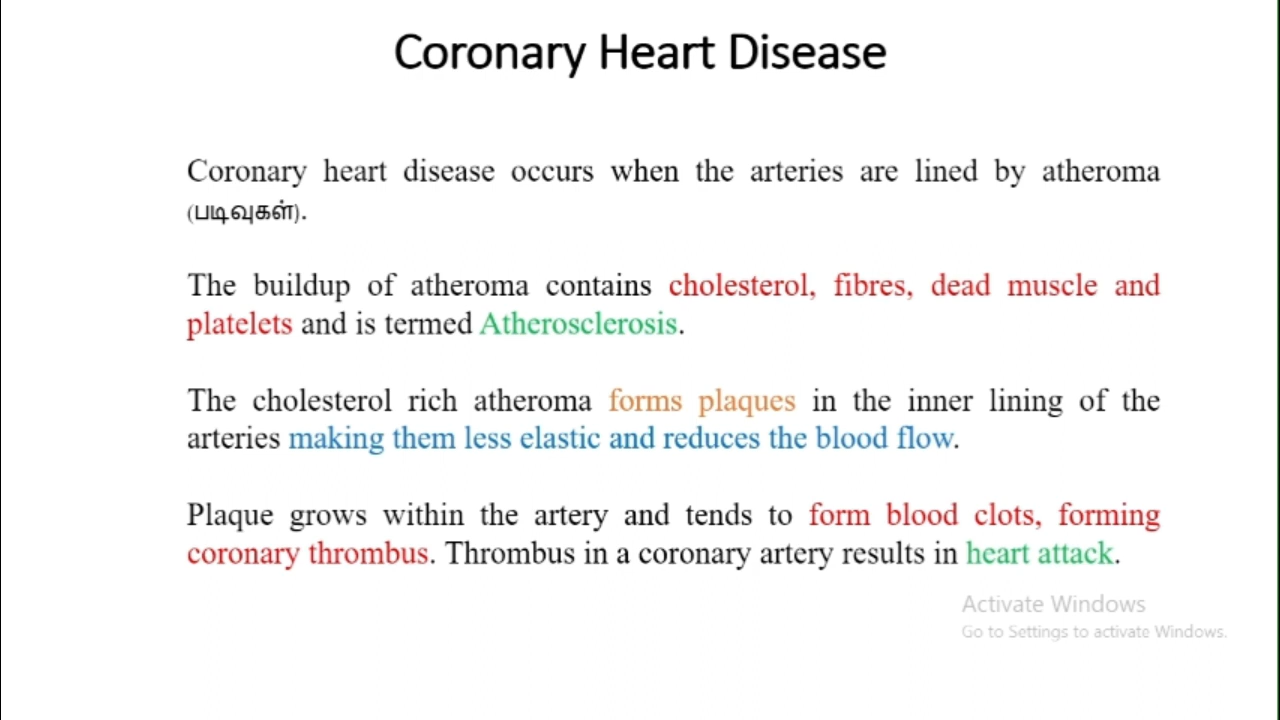 Coronary Heart Disease
Coronary heart disease occurs when the arteries are lined by atheroma
(படிவுகள்).
The buildup of atheroma contains cholesterol, fibres, dead muscle and
platelets and is termed Atherosclerosis.
The cholesterol rich atheroma forms plaques in the inner lining of the
arteries making them less elastic and reduces the blood flow.
Plaque grows within the artery and tends to form blood clots, forming
coronary thrombus. Thrombus in a coronary artery results in heart attack.
Activate Windows
Go to Settings to activate Windows.